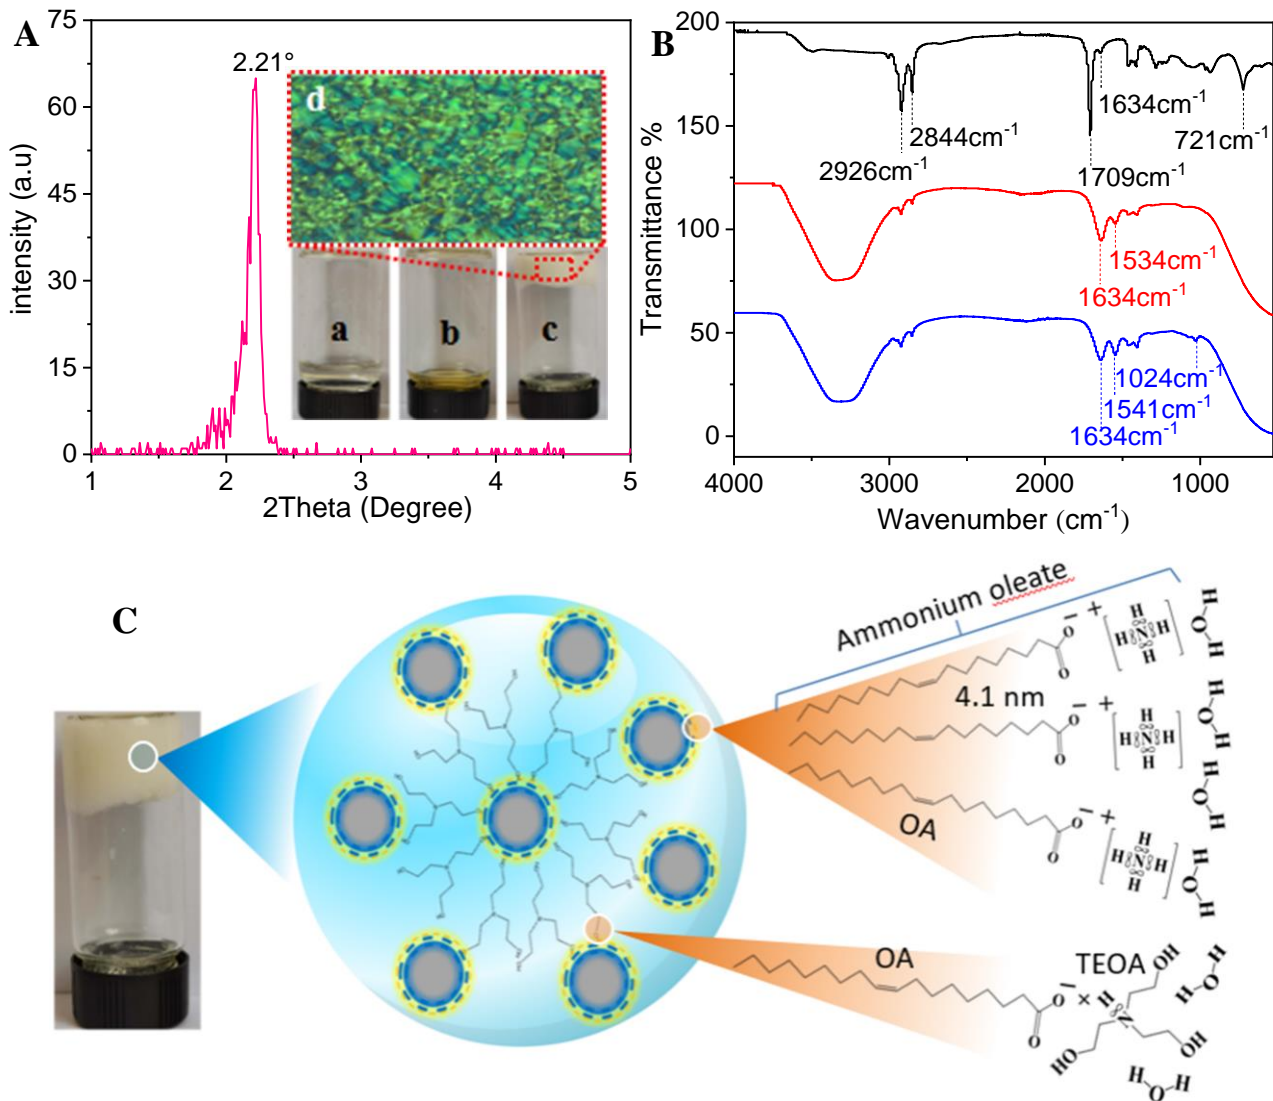 A
75
60
45
30
15
0
intensity (a.u)
2.21°
d
a
b
c
1
2
3
4
5
2Theta (Degree)
B
200
150
100
50
0
Transmittance %
1634cm-1
2844cm-1
721cm-1
2926cm-1
1709cm-1
1534cm-1
1634cm-1
1024cm-1
1541cm-1
1634cm-1
4000
3000
2000
1000
Wavenumber (cm-1)
C
Ammonium oleate
4.1 nm
OA
O− + [H H N H H] H O H
O
O− + [H H N H H] H O H
O
O− + [H H N H H] H O H
O
OA
TEOA
O− × H N
O
OH
HO
OH
H O H
H O H